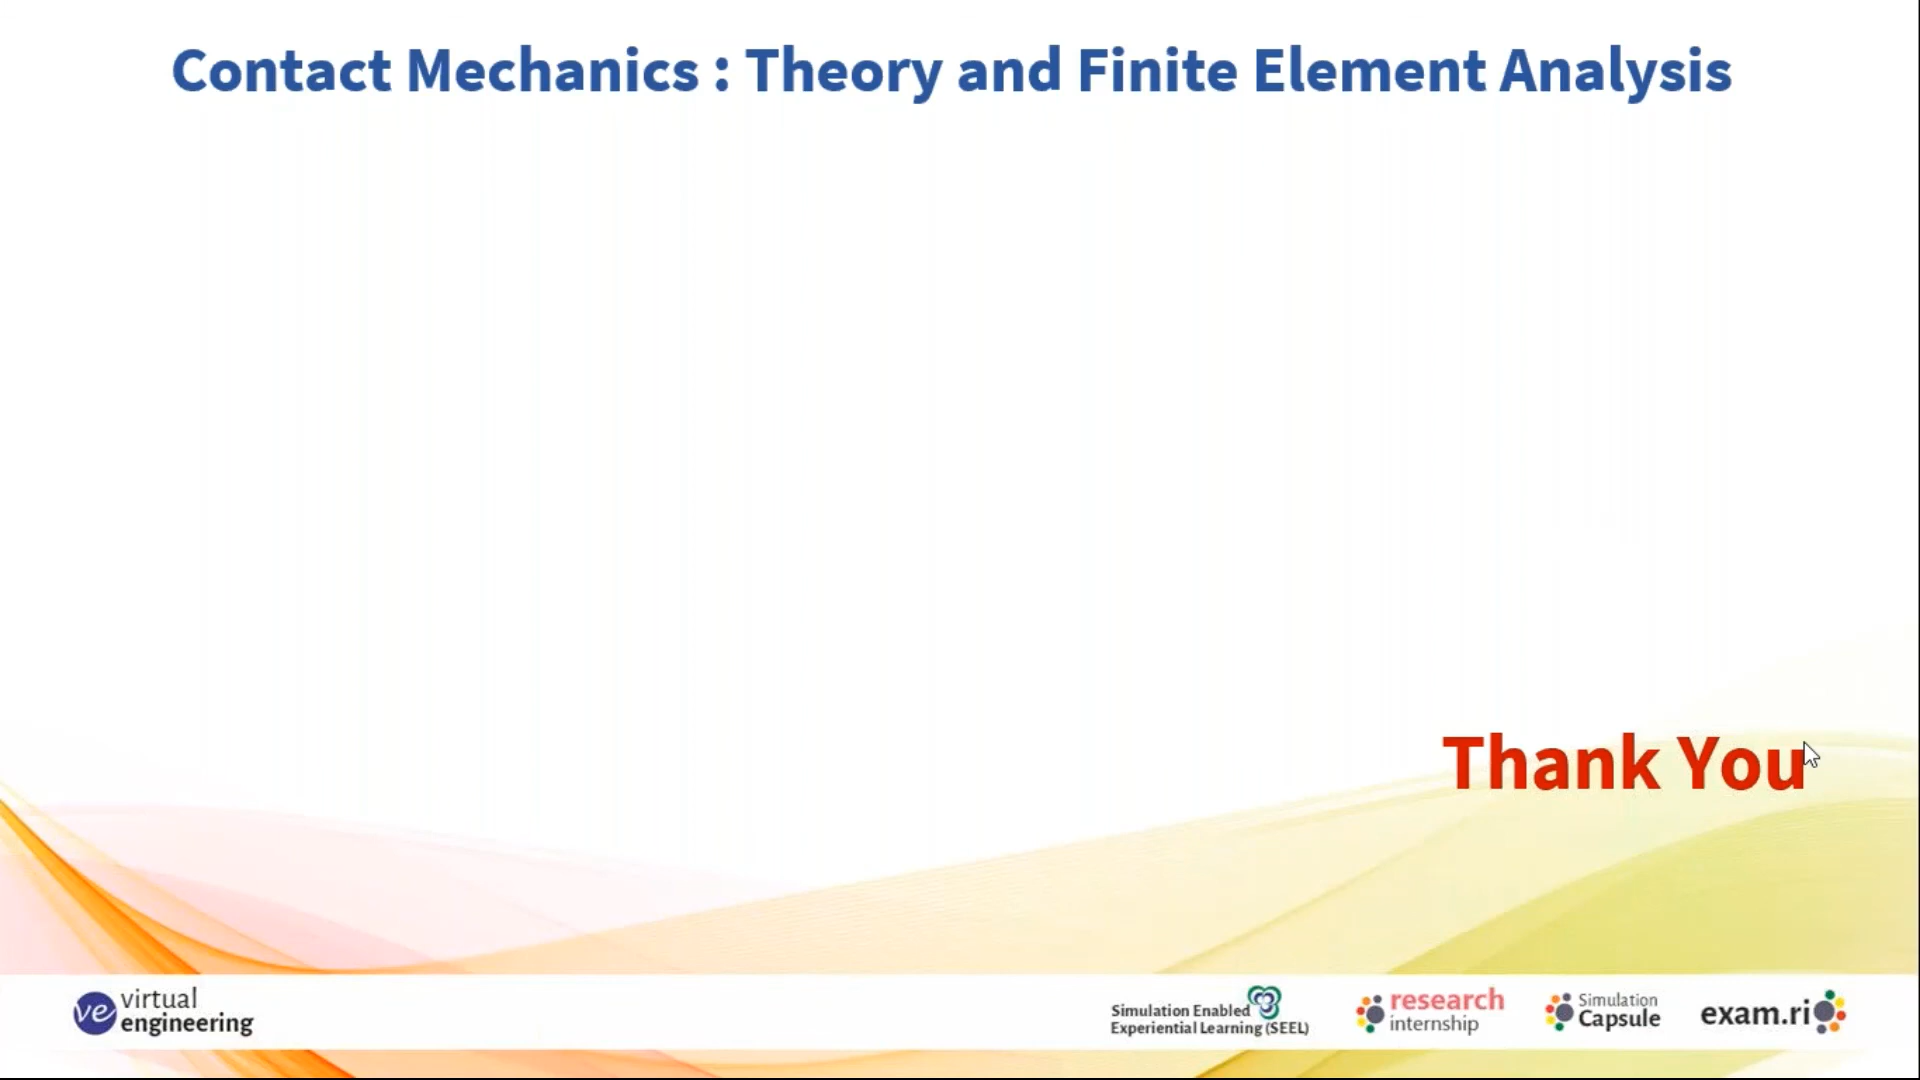 Contact Mechanics : Theory and Finite Element Analysis
Thank You
ve virtual
engineering
Simulation Enabled
Experiential Learning (SEEL)
research
internship
Simulation
Capsule
exam.ri